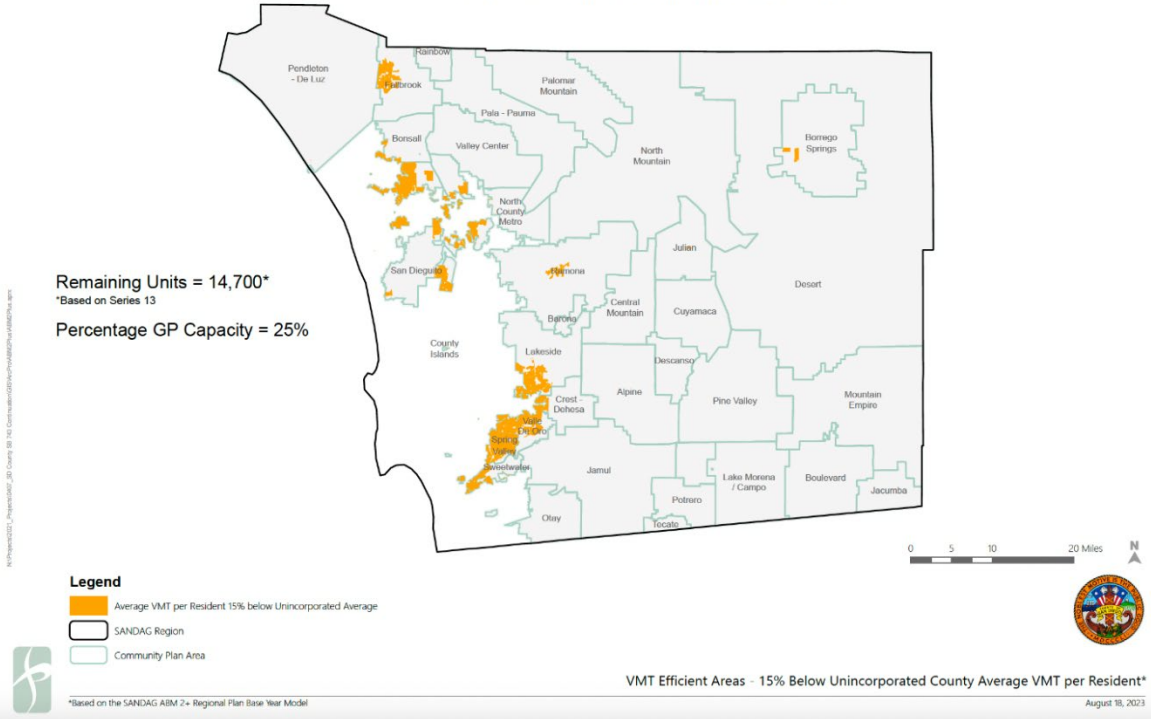 Rainbow
Pendleton
- De Luz
Fallbrook
Palomar
Mountain
Pala - Pauma
Bonsall
Valley Center
North
Mountain
Borrego
Springs
North
County
Metro
Julian
San Dieguito
Ramona
Desert
Remaining Units = 14,700*
*Based on Series 13
Percentage GP Capacity = 25%
Central
Mountain
Cuyamaca
Barona
County
Islands
Lakeside
Descanso
Alpine
Crest -
Dehesa
Pine Valley
Mountain
Empire
Valle
De Oro
Spring
Valley
Sweetwater
Jamul
Lake Morena
/ Campo
Boulevard
Jacumba
Potrero
Otay
Tecate
0 5 10 20 Miles
N
Legend
Average VMT per Resident 15% below Unincorporated Average
SANDAG Region
Community Plan Area
VMT Efficient Areas - 15% Below Unincorporated County Average VMT per Resident*
*Based on the SANDAG ABM 2+ Regional Plan Base Year Model
August 18, 2023